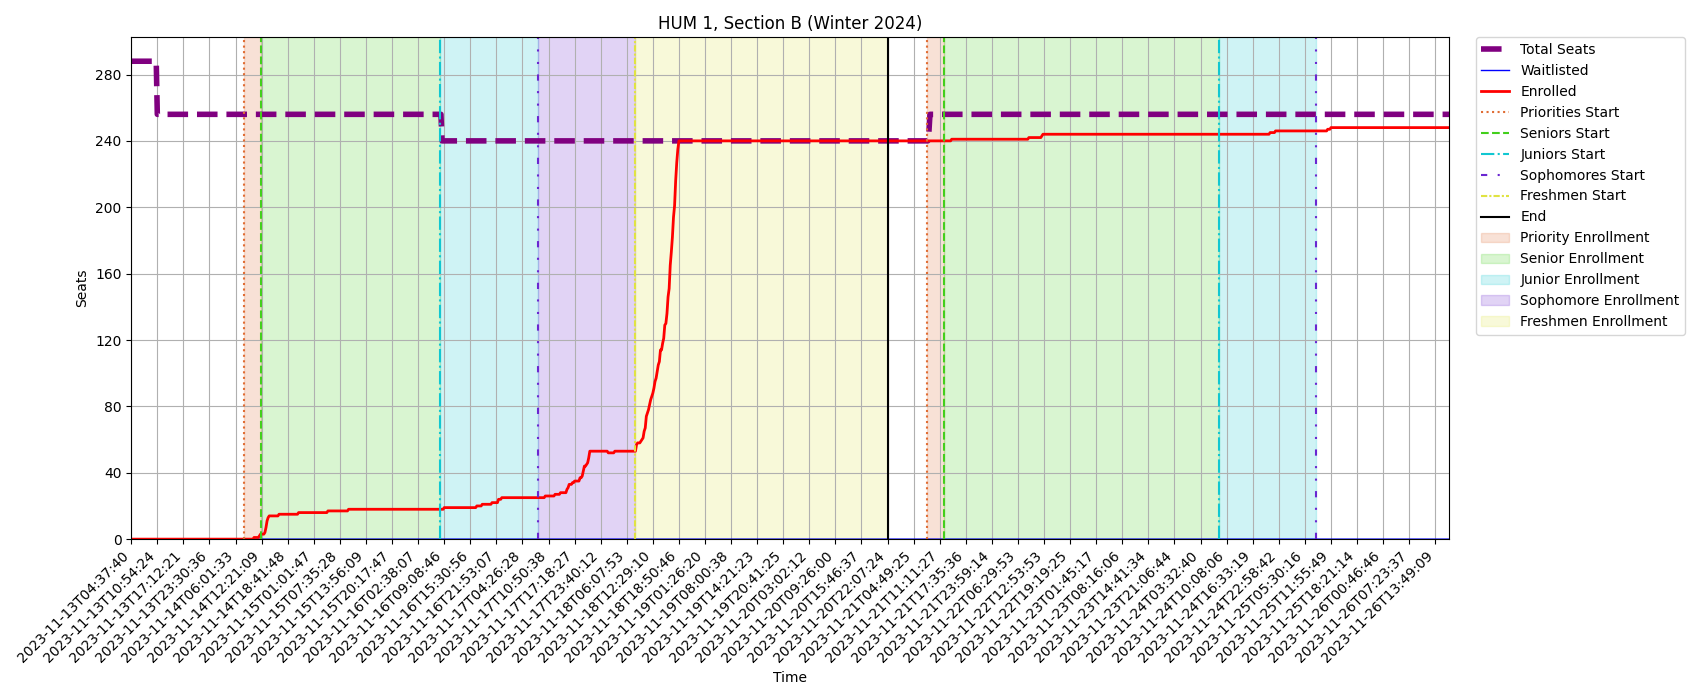 HUM 1, Section B (Winter 2024)
Seats
280
240
200
160
120
80
40
0
2023-11-13T04:37:40
2023-11-13T10:54:24
2023-11-13T17:12:21
2023-11-13T23:30:36
2023-11-14T06:01:33
2023-11-14T12:21:09
2023-11-14T18:41:48
2023-11-15T01:01:47
2023-11-15T07:35:28
2023-11-15T13:56:09
2023-11-15T20:17:47
2023-11-16T02:38:07
2023-11-16T09:08:46
2023-11-16T15:30:56
2023-11-16T21:53:07
2023-11-17T04:26:28
2023-11-17T10:50:38
2023-11-17T17:18:27
2023-11-17T23:40:12
2023-11-18T06:07:53
2023-11-18T12:29:10
2023-11-18T18:50:46
2023-11-19T01:26:20
2023-11-19T08:00:38
2023-11-19T14:21:23
2023-11-19T20:41:25
2023-11-20T03:02:12
2023-11-20T09:26:00
2023-11-20T15:46:37
2023-11-20T22:07:24
2023-11-21T04:49:25
2023-11-21T11:11:27
2023-11-21T17:35:36
2023-11-21T23:59:14
2023-11-22T06:29:53
2023-11-22T12:53:53
2023-11-22T19:19:25
2023-11-23T01:45:17
2023-11-23T08:16:06
2023-11-23T14:41:34
2023-11-23T21:06:44
2023-11-24T03:32:40
2023-11-24T10:08:06
2023-11-24T16:33:19
2023-11-24T22:58:42
2023-11-25T05:30:16
2023-11-25T11:55:49
2023-11-25T18:21:14
2023-11-26T00:46:46
2023-11-26T07:23:37
2023-11-26T13:49:09
Time
Total Seats
Waitlisted
Enrolled
Priorities Start
Seniors Start
Juniors Start
Sophomores Start
Freshmen Start
End
Priority Enrollment
Senior Enrollment
Junior Enrollment
Sophomore Enrollment
Freshmen Enrollment